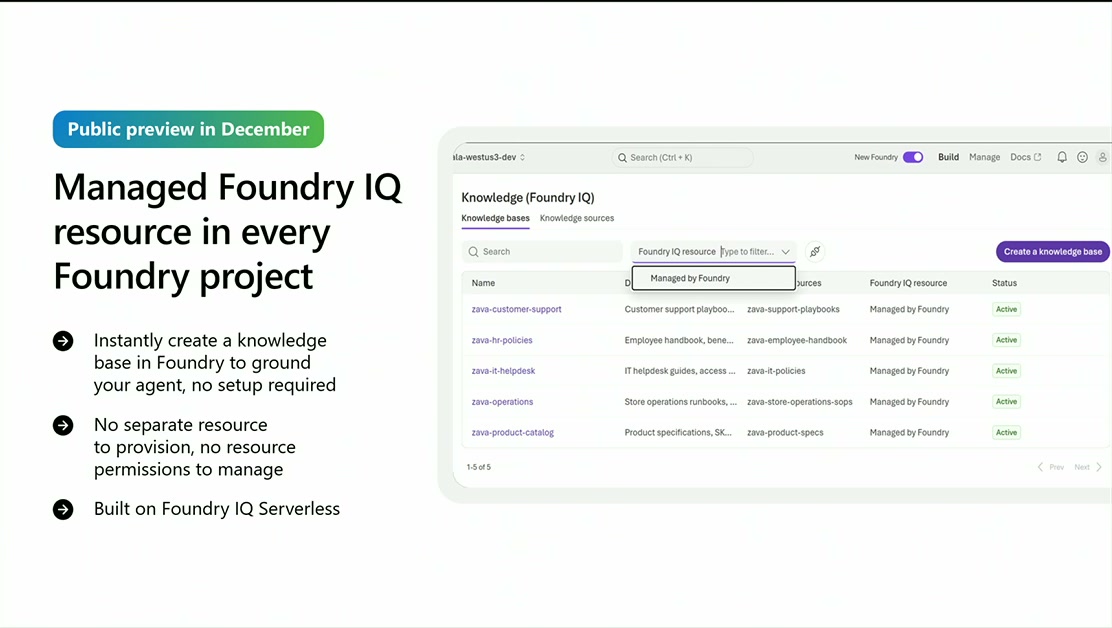 Public preview in December
Managed Foundry IQ
resource in every
Foundry project
Instantly create a knowledge
base in Foundry to ground
your agent, no setup required
No separate resource
to provision, no resource
permissions to manage
Built on Foundry IQ Serverless
ala-westus3-dev
Search (Ctrl + K)
New Foundry
Build
Manage
Docs
Knowledge (Foundry IQ)
Knowledge bases
Knowledge sources
Search
Foundry IQ resource
Type to filter...
Create a knowledge base
Managed by Foundry
Name
Foundry IQ resource
Status
zava-customer-support
Customer support playboo...
zava-support-playbooks
Managed by Foundry
Active
zava-hr-policies
Employee handbook, bene...
zava-employee-handbook
Managed by Foundry
Active
zava-it-helpdesk
IT helpdesk guides, access ...
zava-it-policies
Managed by Foundry
Active
zava-operations
Store operations runbooks, ...
zava-store-operations-sops
Managed by Foundry
Active
zava-product-catalog
Product specifications, SK...
zava-product-specs
Managed by Foundry
Active
1-5 of 5
Prev
Next